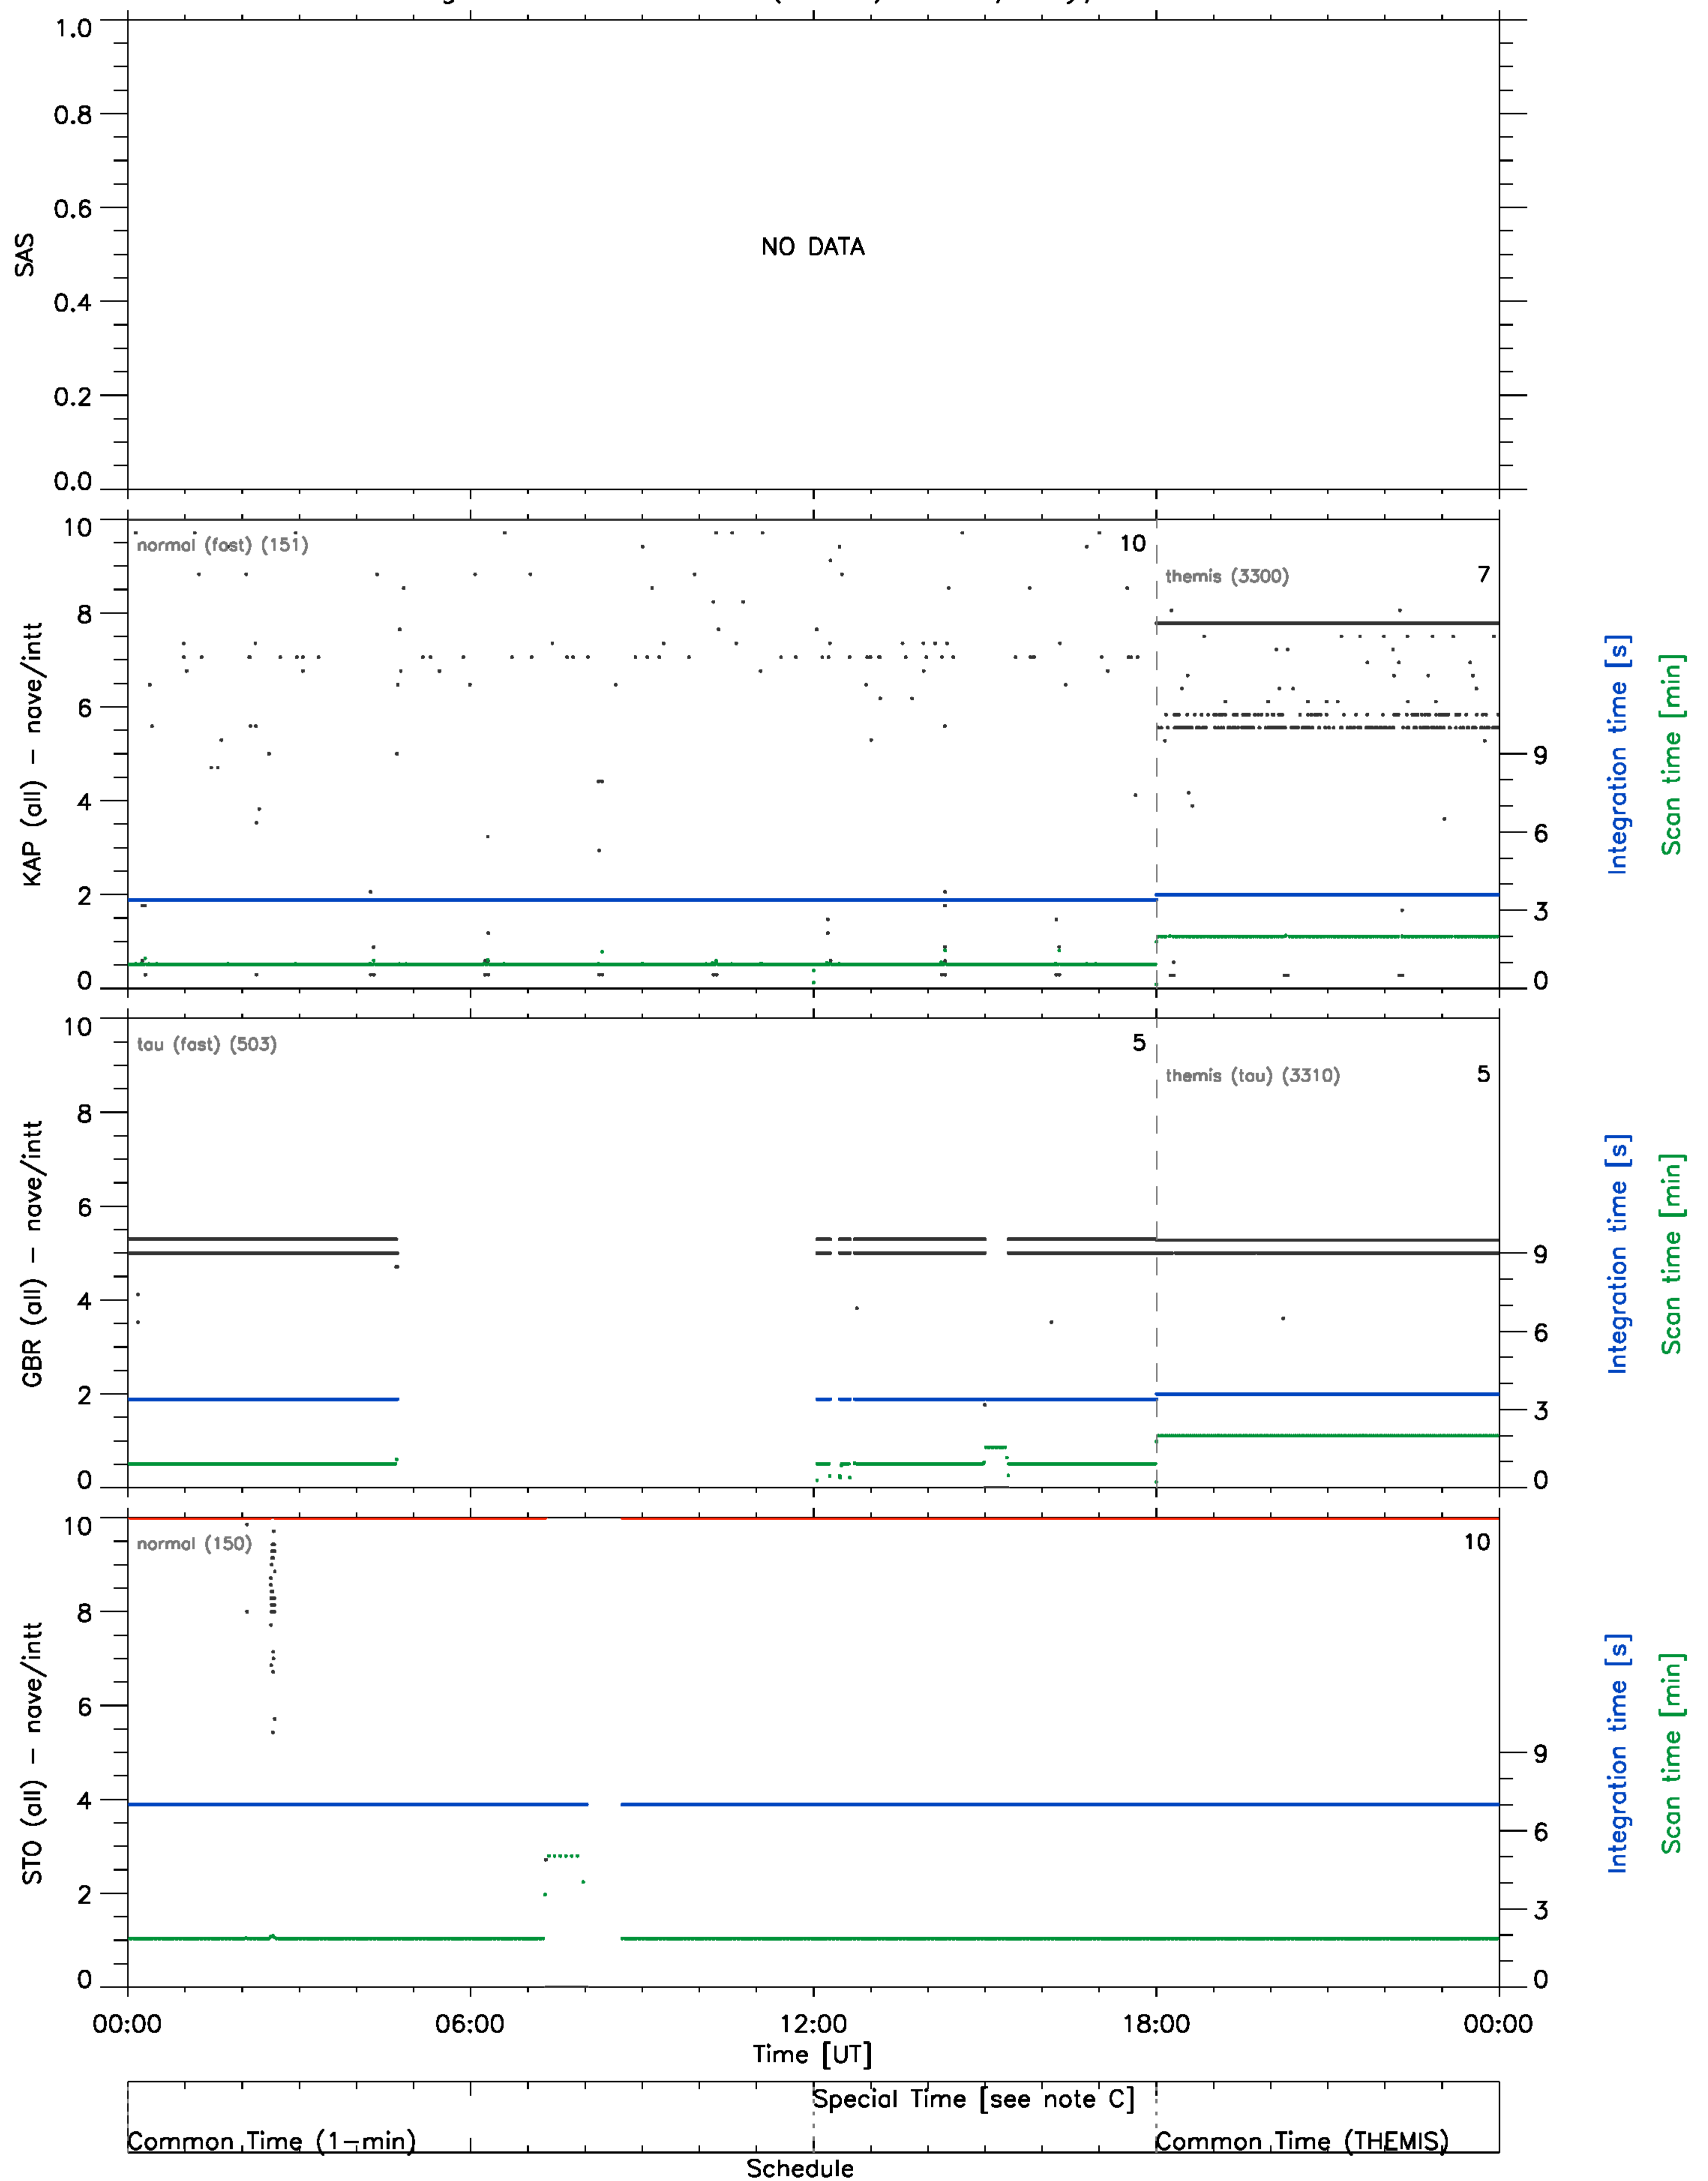 1.0
0.8
0.6
0.4
0.2
0.0
SAS
NO DATA
10
8
6
4
2
0
KAP (all) – nave/intt
normal (fast) (151)
10
themis (3300)
7
9
6
3
0
Integration time [s]
Scan time [min]
10
8
6
4
2
0
GBR (all) – nave/intt
tau (fast) (503)
5
themis (tau) (3310)
5
9
6
3
0
Integration time [s]
Scan time [min]
10
8
6
4
2
0
STO (all) – nave/intt
normal (150)
10
9
6
3
0
Integration time [s]
Scan time [min]
00:00 06:00 12:00 18:00 00:00
Time [UT]
Special Time [see note C]
Common Time (1–min) Common Time (THEMIS)
Schedule